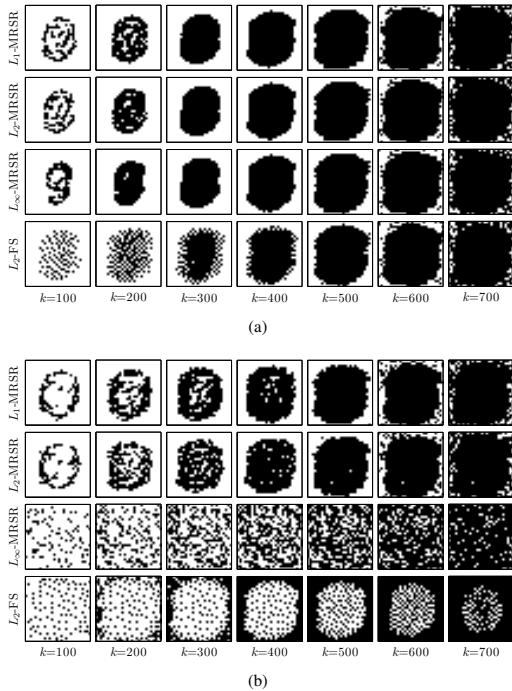 L₁-MRSR
L₂-MRSR
L∞-MRSR
L₂-FS
k=100 k=200 k=300 k=400 k=500 k=600 k=700
(a)
L₁-MRSR
L₂-MRSR
L∞-MRSR
L₂-FS
k=100 k=200 k=300 k=400 k=500 k=600 k=700
(b)